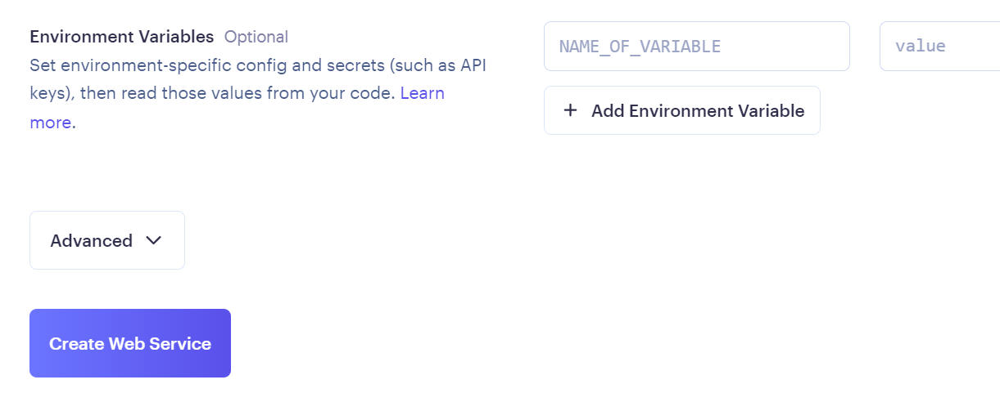 Environment Variables Optional
Set environment-specific config and secrets (such as API
keys), then read those values from your code. Learn
more.
NAME_OF_VARIABLE
value
+ Add Environment Variable
Advanced
Create Web Service